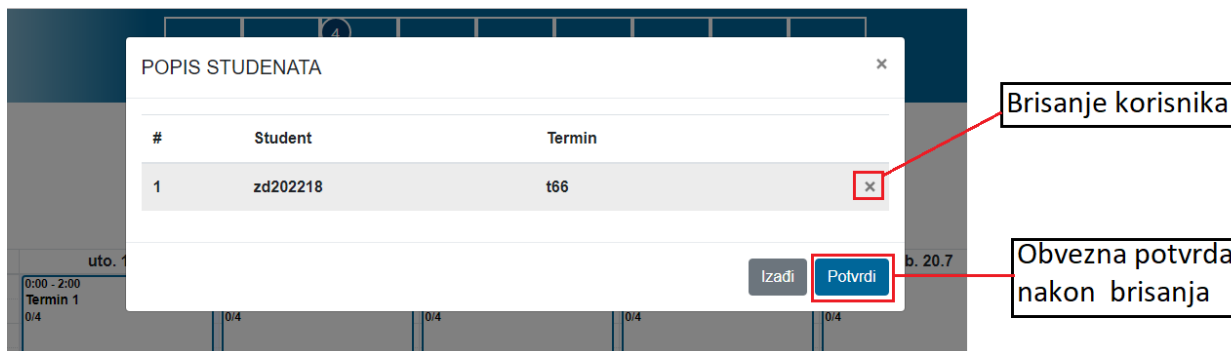 4
POPIS STUDENATA ×
Brisanje korisnika
# Student Termin
1 zd202218 t66 ×
Obvezna potvrda
nakon brisanja
Izađi Potvrdi
uto. 1 b. 20.7
0:00 - 2:00
Termin 1
0/4 0/4 0/4 0/4 0/4